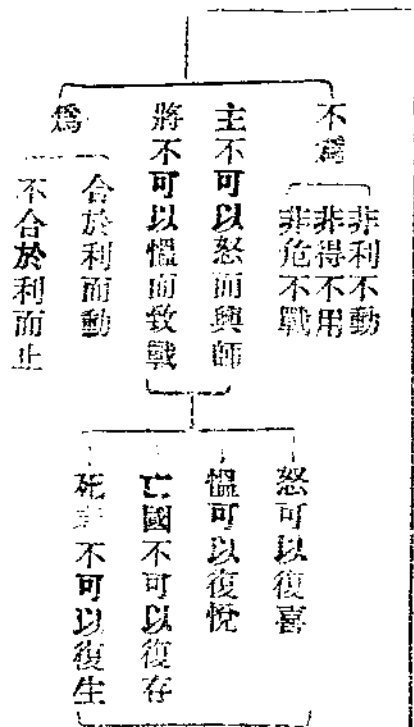 不為
非利不動
非得不用
非危不戰
主不可以怒而興師
將不可以慍而致戰
爲
合於利而動
不合於利而止
怒可以復喜
慍可以復悅
亡國不可以復存
死者不可以復生